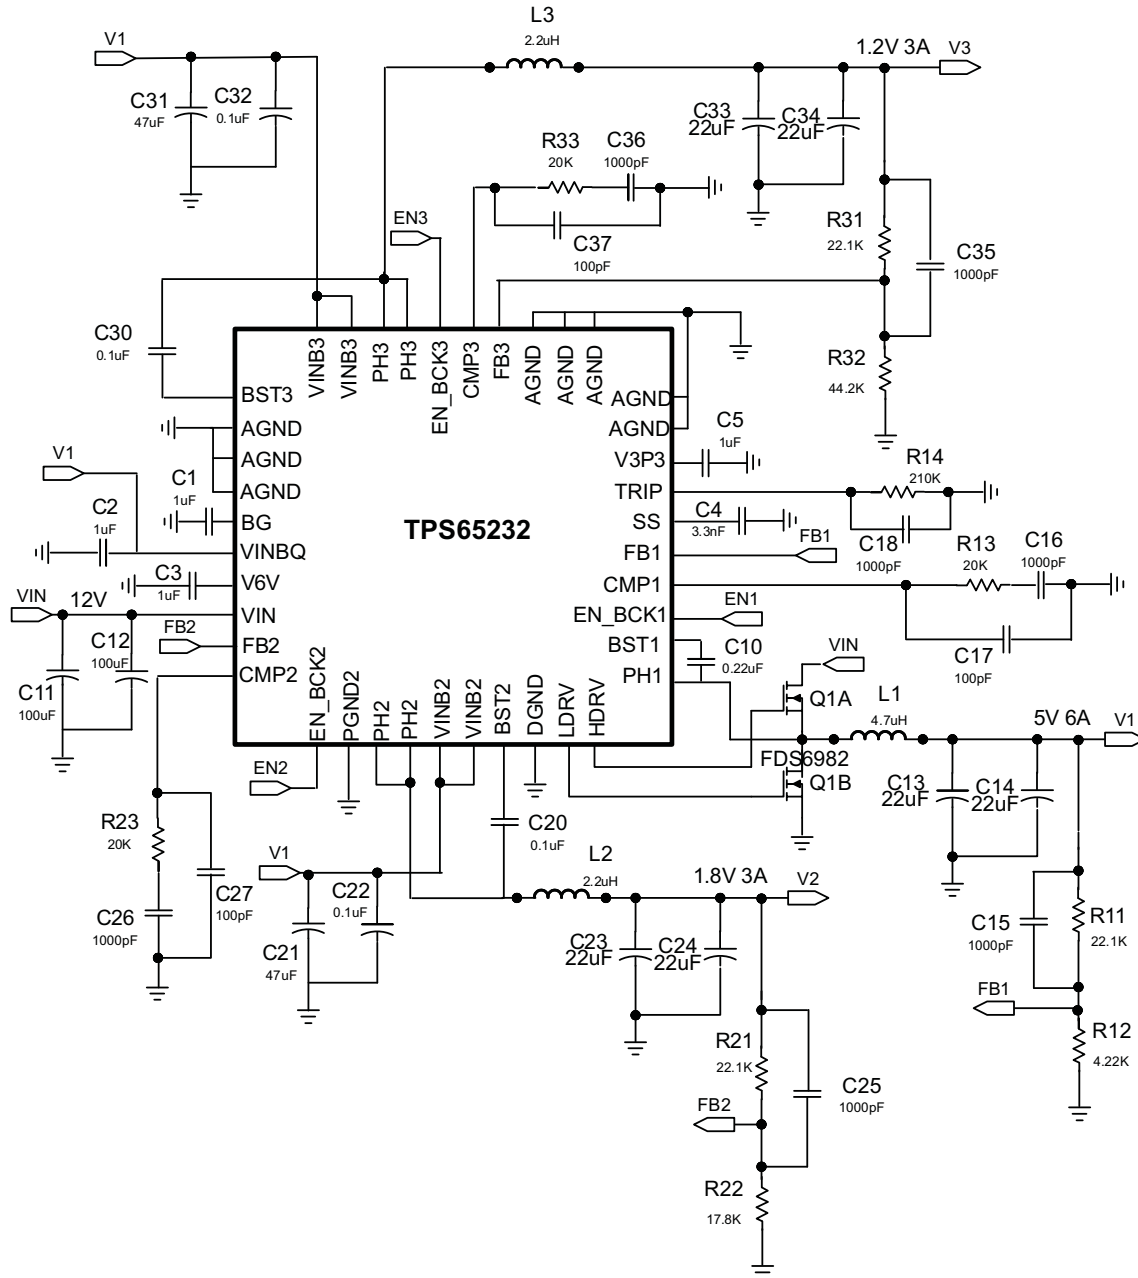 L3
2.2uH
V1
1.2V 3A
V3
C31
47uF
C32
0.1uF
C33
22uF
C34
22uF
R33
20K
C36
1000pF
EN3
C37
100pF
R31
22.1K
C35
1000pF
C30
0.1uF
R32
44.2K
VINB3
VINB3
PH3
PH3
EN_BCK3
CMP3
FB3
AGND
AGND
AGND
BST3
AGND
AGND
AGND
BG
VINBQ
V6V
VIN
FB2
CMP2
TPS65232
AGND
AGND
V3P3
TRIP
SS
FB1
CMP1
EN_BCK1
BST1
PH1
EN_BCK2
PGND2
PH2
PH2
VINB2
VINB2
BST2
DGND
LDRV
HDRV
V1
C1
1uF
C2
1uF
C3
1uF
VIN
12V
FB2
C12
100uF
C11
100uF
C5
1uF
R14
210K
C4
3.3nF
C18
1000pF
FB1
R13
20K
C16
1000pF
EN1
C10
0.22uF
C17
100pF
VIN
Q1A
L1
4.7uH
5V 6A
V1
FDS6982
Q1B
C13
22uF
C14
22uF
EN2
R23
20K
C27
100pF
C26
1000pF
V1
C22
0.1uF
C21
47uF
C20
0.1uF
L2
2.2uH
1.8V 3A
V2
C23
22uF
C24
22uF
C15
1000pF
R11
22.1K
FB1
R12
4.22K
R21
22.1K
C25
1000pF
FB2
R22
17.8K